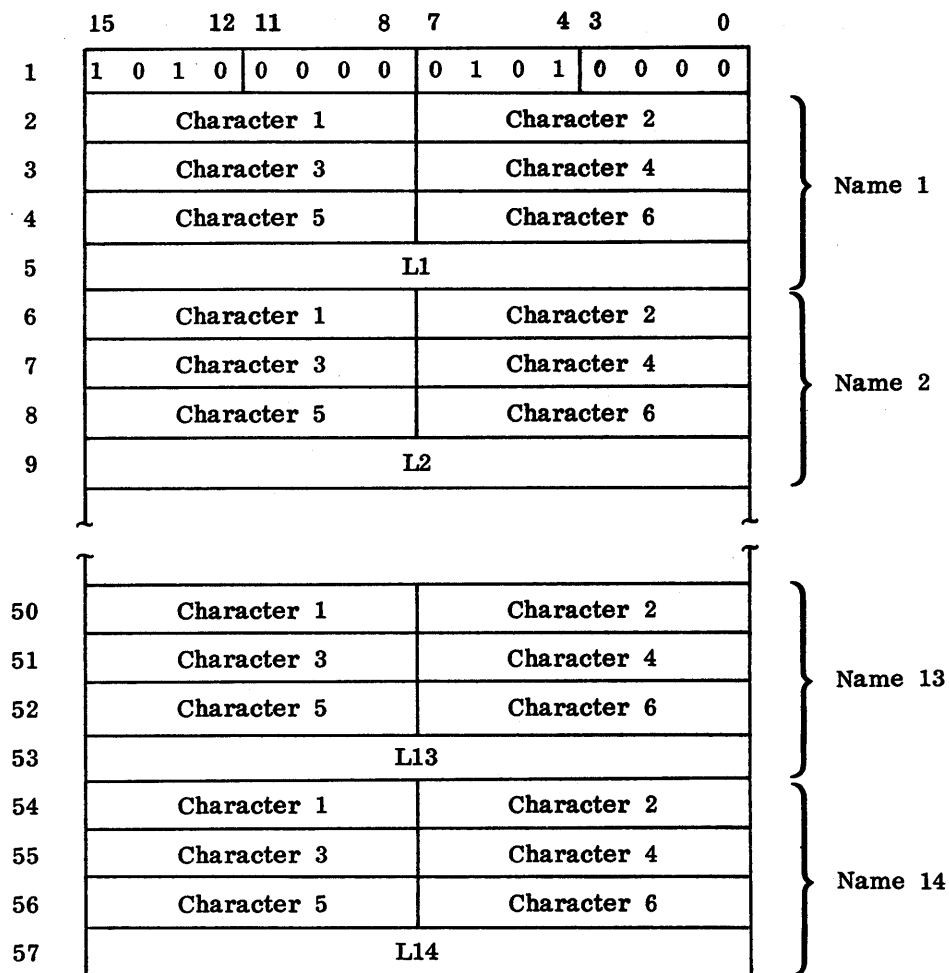 15 12 11 8 7 4 3 0
1 1 0 1 0 0 0 0 0 0 1 0 1 0 0 0 0
2 Character 1 Character 2
3 Character 3 Character 4
Name 1
4 Character 5 Character 6
5 L1
6 Character 1 Character 2
7 Character 3 Character 4
Name 2
8 Character 5 Character 6
9 L2
50 Character 1 Character 2
51 Character 3 Character 4
Name 13
52 Character 5 Character 6
53 L13
54 Character 1 Character 2
55 Character 3 Character 4
Name 14
56 Character 5 Character 6
57 L14